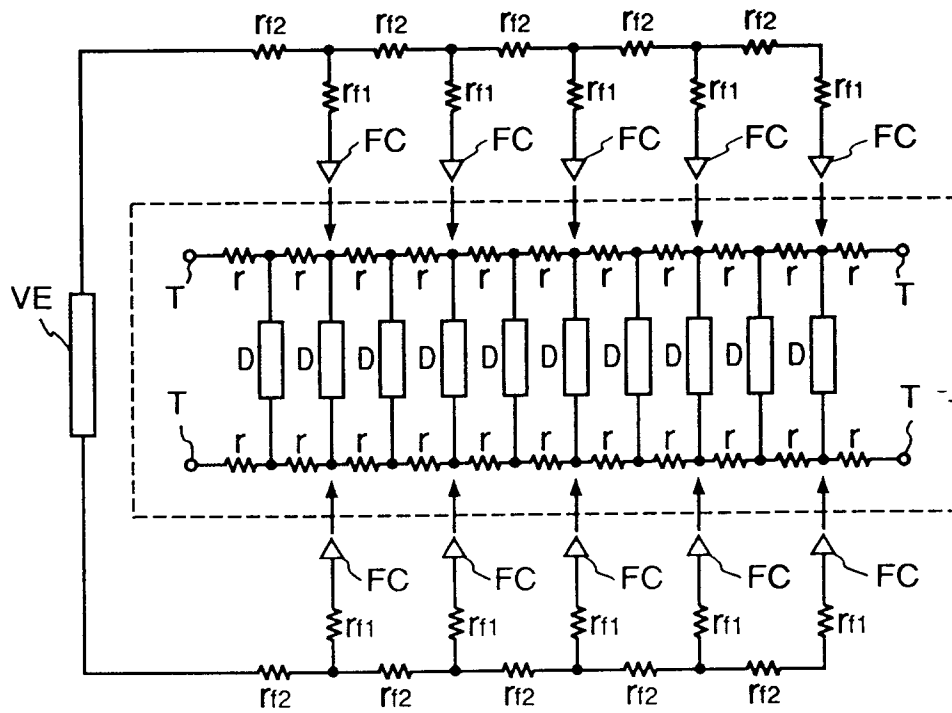 rf2 rf2 rf2 rf2 rf2
rf1 rf1 rf1 rf1 rf1
FC FC FC FC FC
T r r r r r r r r r r r T
VE
D D D D D D D D D D
T T
r r r r r r r r r r r
FC FC FC FC FC
rf1 rf1 rf1 rf1 rf1
rf2 rf2 rf2 rf2 rf2